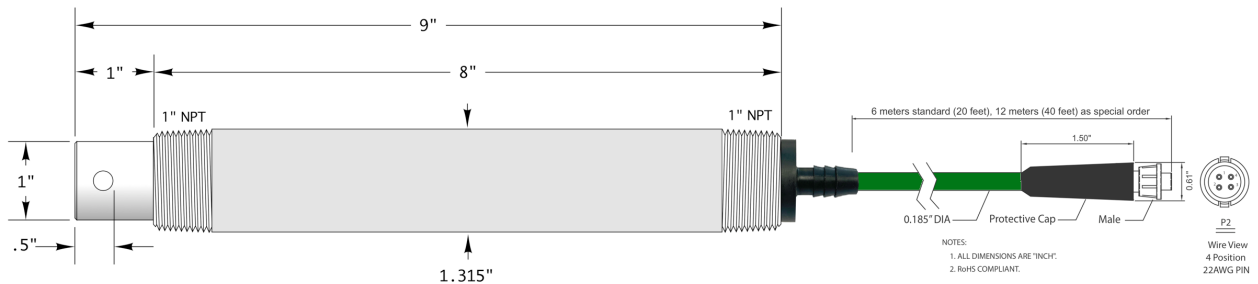 9"
1"
8"
1" NPT
1" NPT
1"
.5"
1.315"
6 meters standard (20 feet), 12 meters (40 feet) as special order
1.50"
0.61"
0.185" DIA
Protective Cap
Male
NOTES:
1. ALL DIMENSIONS ARE "INCH".
2. RoHS COMPLIANT.
P2
Wire View
4 Position
22AWG PIN